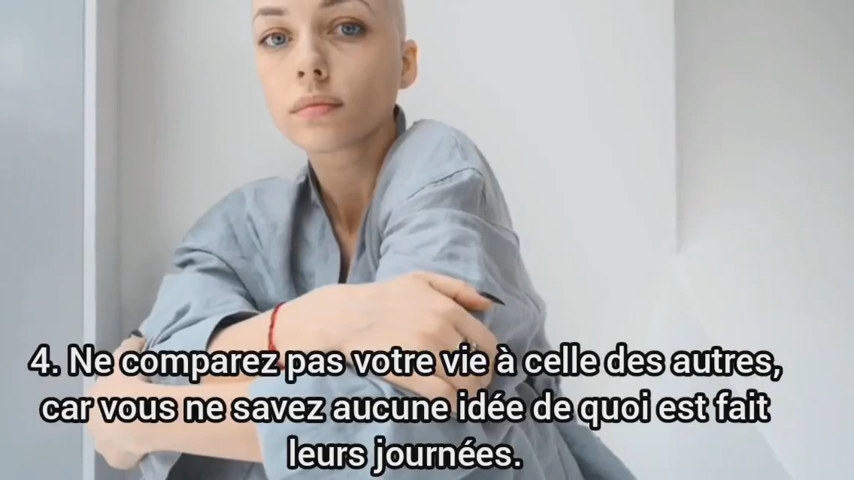 4. Ne comparez pas votre vie à celle des autres,
car vous ne savez aucune idée de quoi est fait
leurs journées.